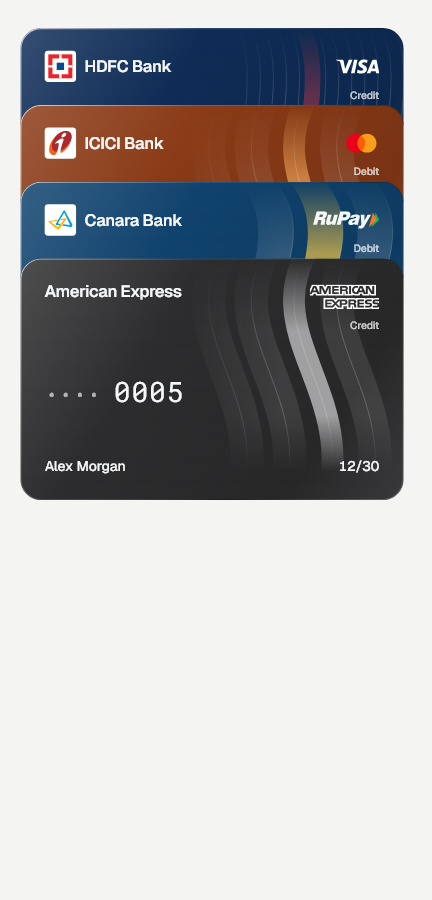 HDFC Bank
VISA
Credit
ICICI Bank
Debit
Canara Bank
RuPay
Debit
American Express
AMERICAN
EXPRESS
Credit
•••• 0005
Alex Morgan
12/30